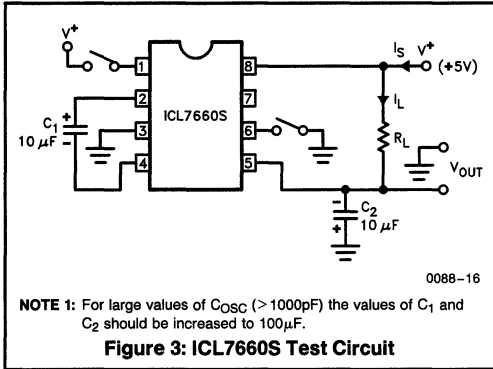 V+
IS V+
(+5V)
1
8
2
7
ICL7660S
IL
C1
10 μF
+
-
3
6
RL
4
5
VOUT
-
+
C2
10 μF
0088-16
NOTE 1: For large values of COSC (>1000pF) the values of C1 and
C2 should be increased to 100μF.
Figure 3: ICL7660S Test Circuit